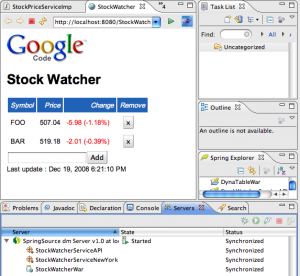 StockPriceServiceImp
StockWatcher
4
http://localhost:8080/StockWatch
Google
Code
Stock Watcher
Symbol Price Change Remove
FOO 507.04 -5.98 (-1.18%) x
BAR 519.18 -2.01 (-0.39%) x
Add
Last update : Dec 19, 2008 6:21:10 PM
Task List
Find: All
Uncategorized
Outline
An outline is not available.
Spring Explorer
DynaTableWar
Problems Javadoc Declaration Console Servers Search
Server State Status
SpringSource dm Server v1.0 at lo Started Synchronized
StockWatcherServiceAPI Synchronized
StockWatcherServiceNewYork Synchronized
StockWatcherWar Synchronized